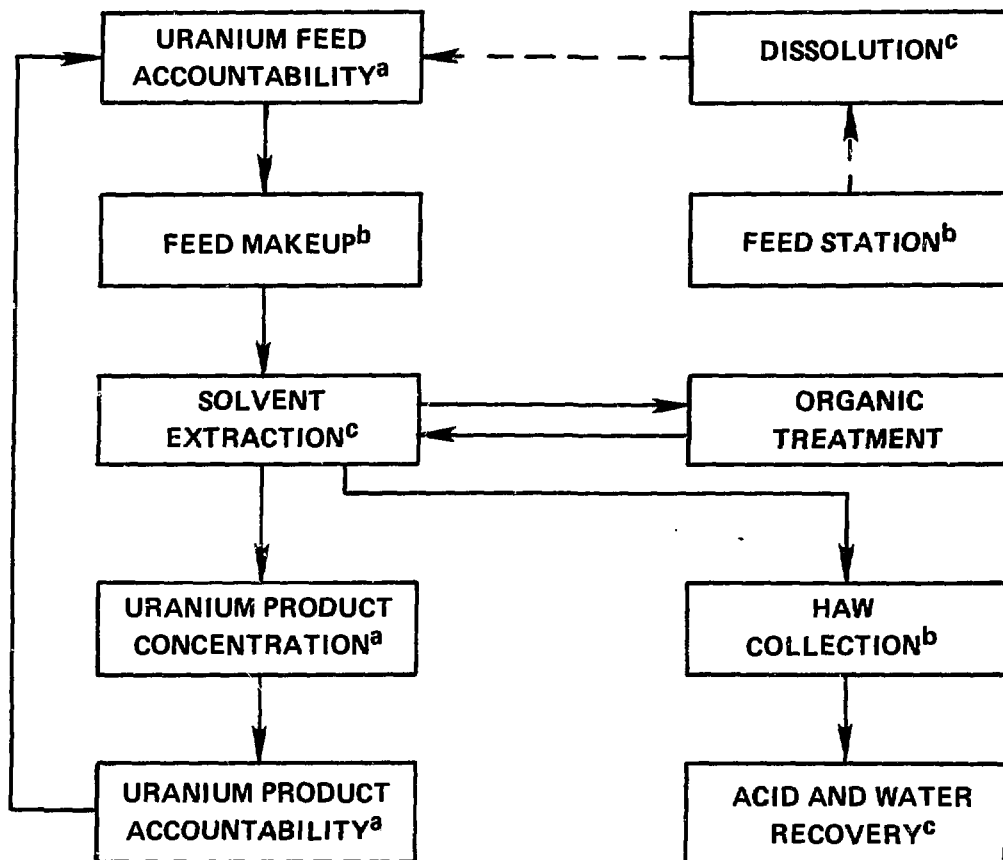 URANIUM FEED
ACCOUNTABILITYa
DISSOLUTIONc
FEED MAKEUPb
FEED STATIONb
SOLVENT
EXTRACTIONc
ORGANIC
TREATMENT
URANIUM PRODUCT
CONCENTRATIONa
HAW
COLLECTIONb
URANIUM PRODUCT
ACCOUNTABILITYa
ACID AND WATER
RECOVERYc